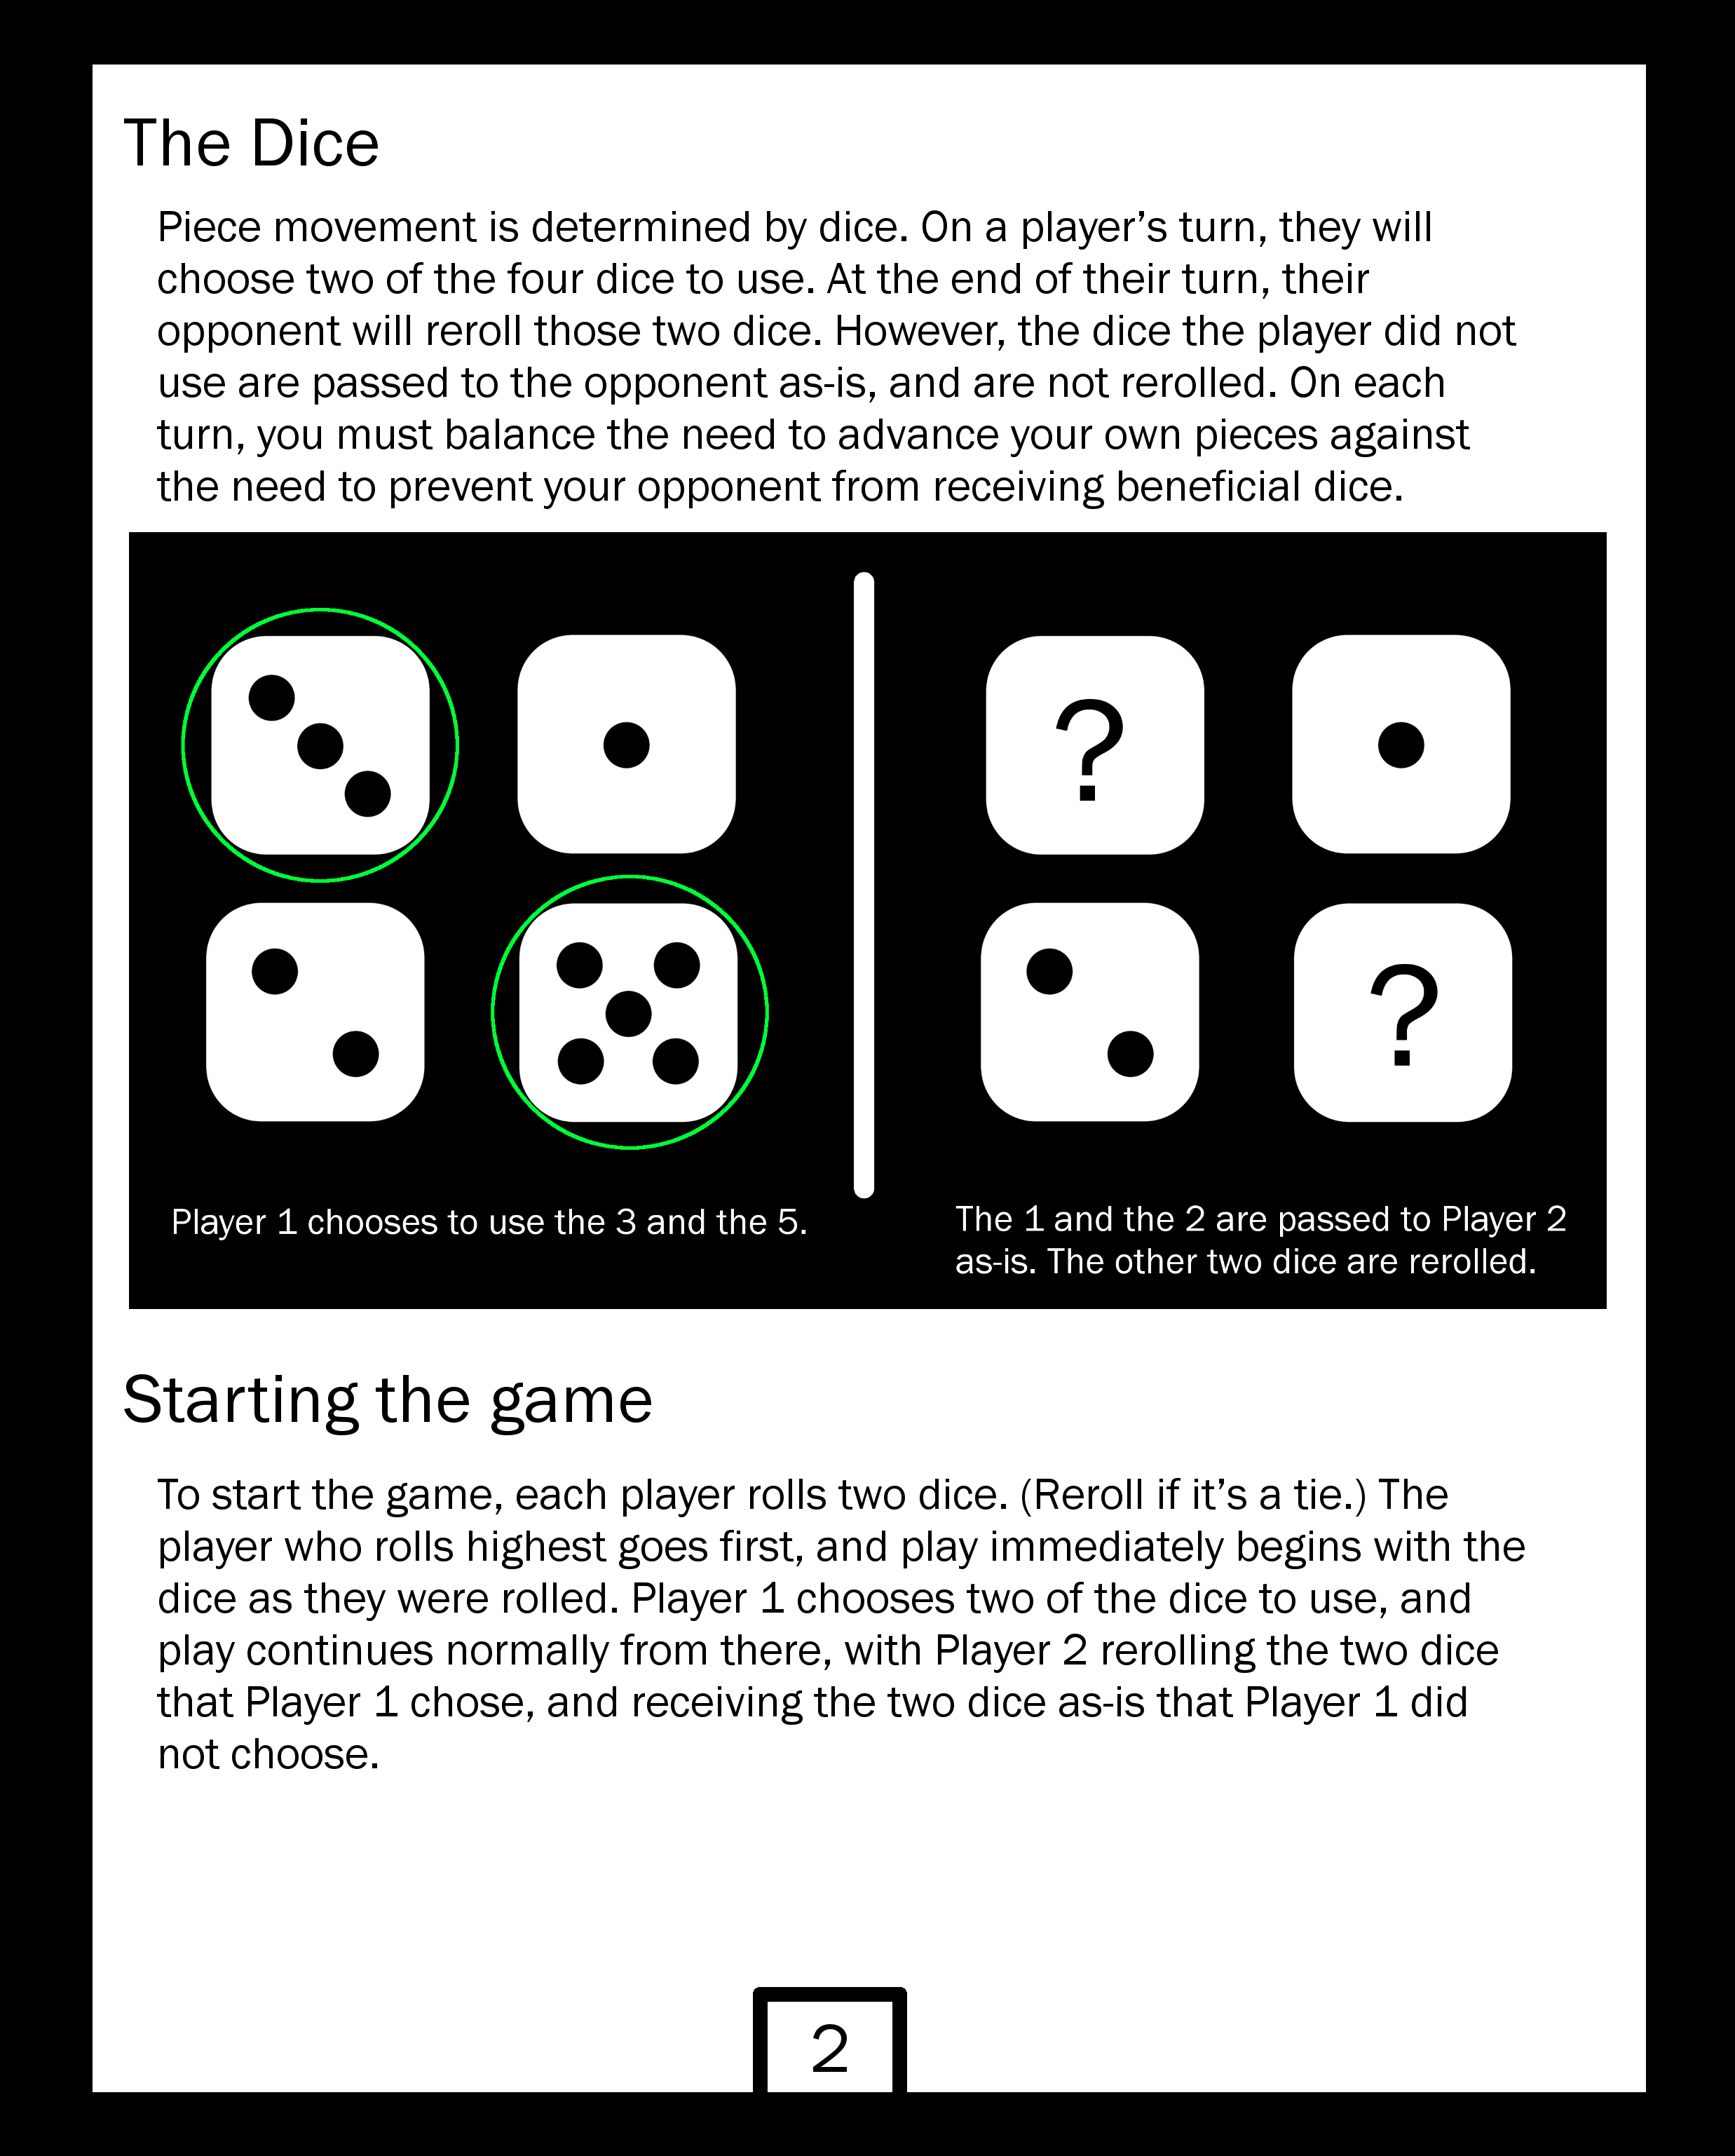 The Dice
Piece movement is determined by dice. On a player’s turn, they will
choose two of the four dice to use. At the end of their turn, their
opponent will reroll those two dice. However, the dice the player did not
use are passed to the opponent as-is, and are not rerolled. On each
turn, you must balance the need to advance your own pieces against
the need to prevent your opponent from receiving beneficial dice.
?
?
Player 1 chooses to use the 3 and the 5.
The 1 and the 2 are passed to Player 2
as-is. The other two dice are rerolled.
Starting the game
To start the game, each player rolls two dice. (Reroll if it’s a tie.) The
player who rolls highest goes first, and play immediately begins with the
dice as they were rolled. Player 1 chooses two of the dice to use, and
play continues normally from there, with Player 2 rerolling the two dice
that Player 1 chose, and receiving the two dice as-is that Player 1 did
not choose.
2